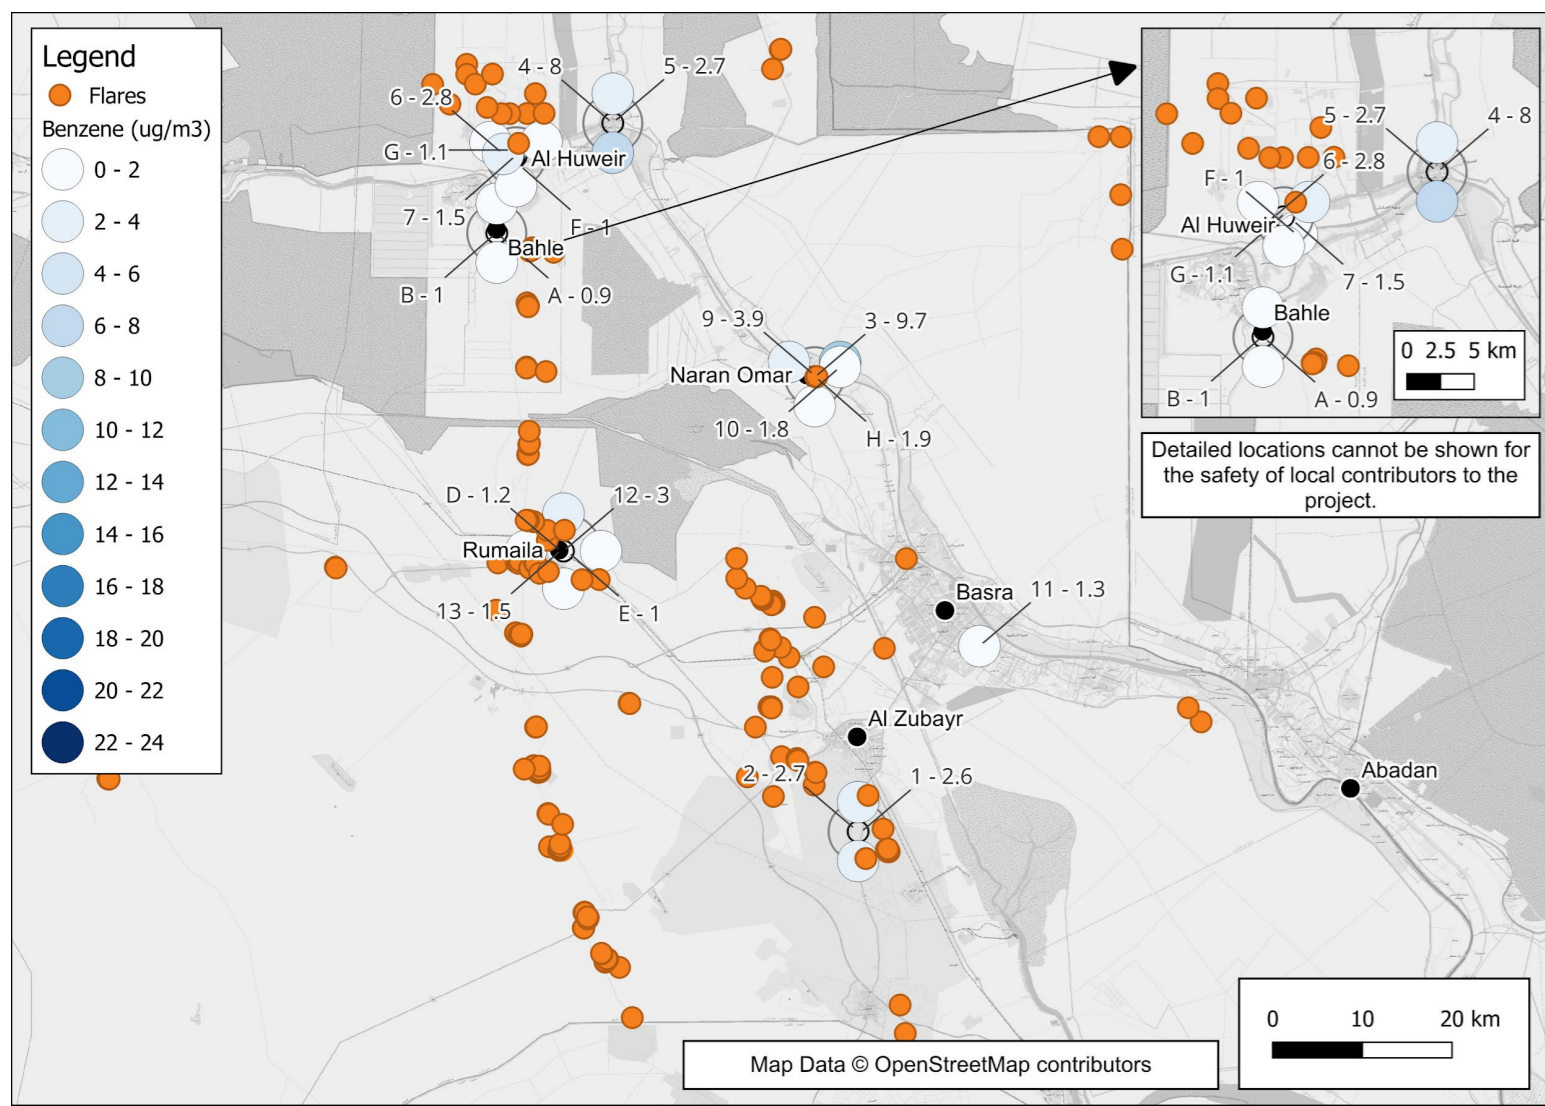 Legend
Flares
Benzene (ug/m3)
0 - 2
2 - 4
4 - 6
6 - 8
8 - 10
10 - 12
12 - 14
14 - 16
16 - 18
18 - 20
20 - 22
22 - 24
4 - 8
5 - 2.7
6 - 2.8
G - 1.1
Al Huweir
7 - 1.5
F - 1
Bahle
B - 1
A - 0.9
9 - 3.9
3 - 9.7
Naran Omar
10 - 1.8
H - 1.9
D - 1.2
12 - 3
Rumaila
13 - 1.5
E - 1
Basra
11 - 1.3
Al Zubayr
2 - 2.7
1 - 2.6
Abadan
5 - 2.7
4 - 8
6 - 2.8
F - 1
Al Huweir
G - 1.1
7 - 1.5
Bahle
B - 1
A - 0.9
0 2.5 5 km
Detailed locations cannot be shown for
the safety of local contributors to the
project.
0 10 20 km
Map Data © OpenStreetMap contributors